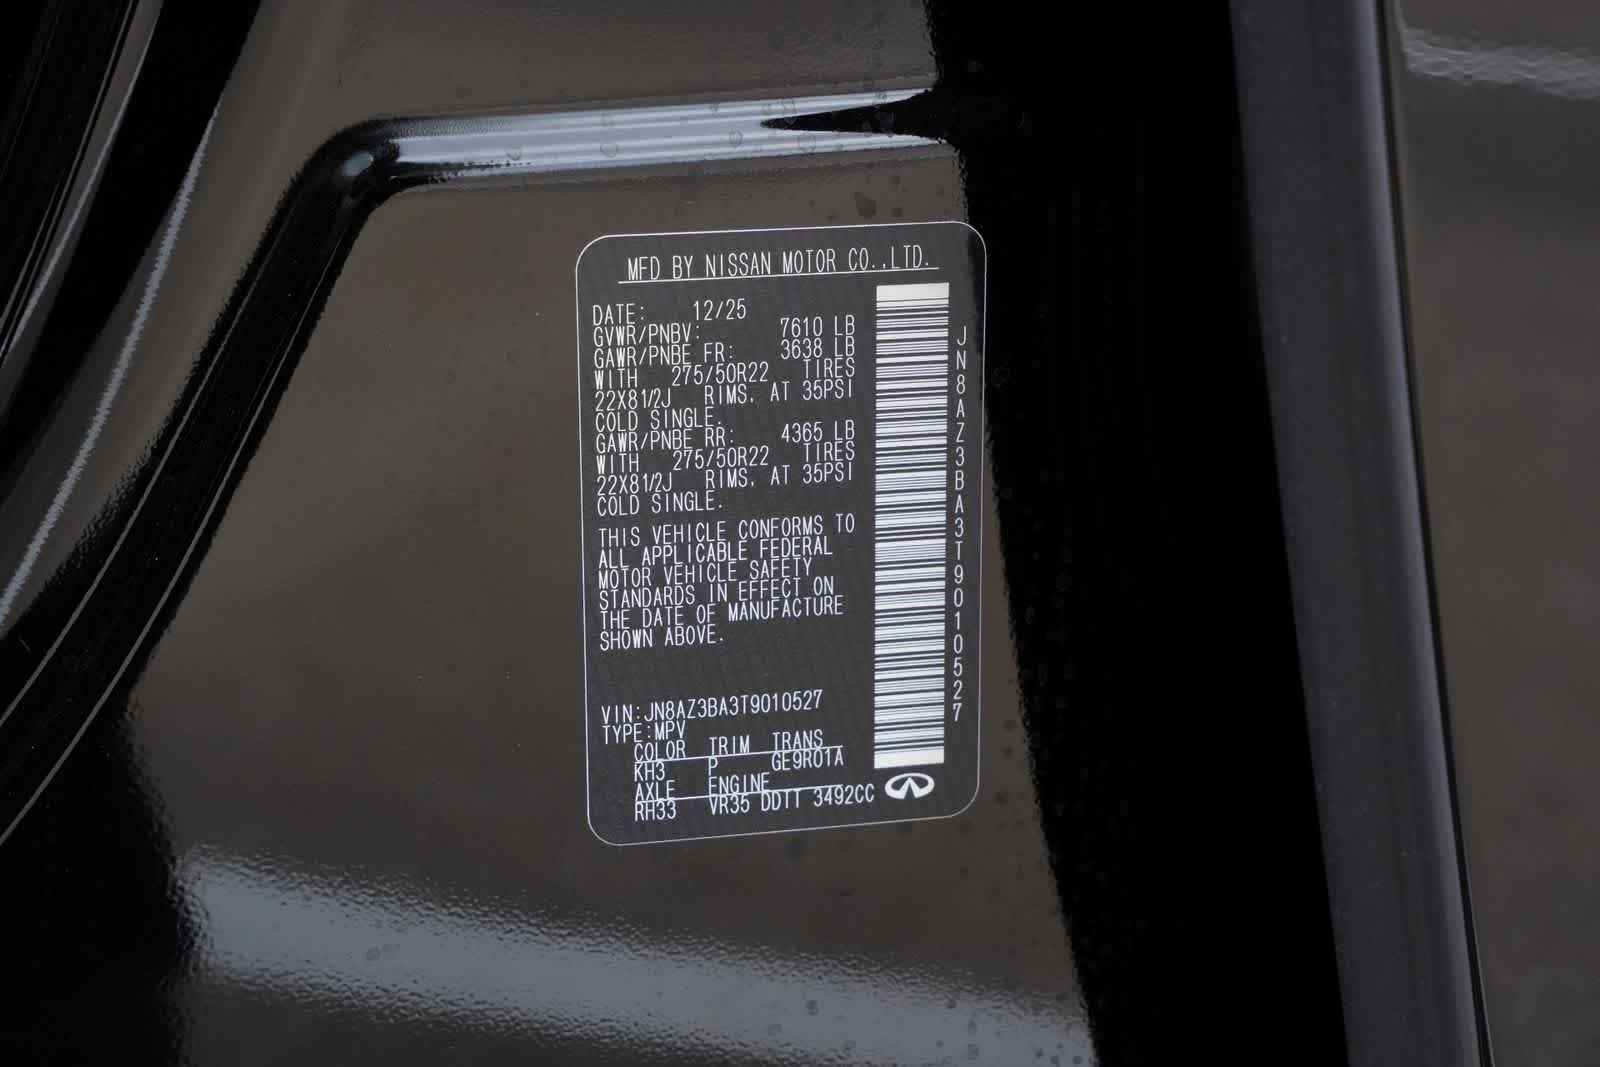 MFD BY NISSAN MOTOR CO.,LTD.
DATE: 12/25
GVWR/PNBV: 7610 LB
GAWR/PNBE FR: 3638 LB
WITH 275/50R22 TIRES
22X81/2J RIMS, AT 35PSI
COLD SINGLE.
GAWR/PNBE RR: 4365 LB
WITH 275/50R22 TIRES
22X81/2J RIMS, AT 35PSI
COLD SINGLE.
THIS VEHICLE CONFORMS TO
ALL APPLICABLE FEDERAL
MOTOR VEHICLE SAFETY
STANDARDS IN EFFECT ON
THE DATE OF MANUFACTURE
SHOWN ABOVE.
VIN:JN8AZ3BA3T9010527
TYPE:MPV
COLOR TRIM TRANS
KH3 P GE9R01A
AXLE ENGINE
RH33 VR35 DDTT 3492CC
JN8AZ3BA3T9010527